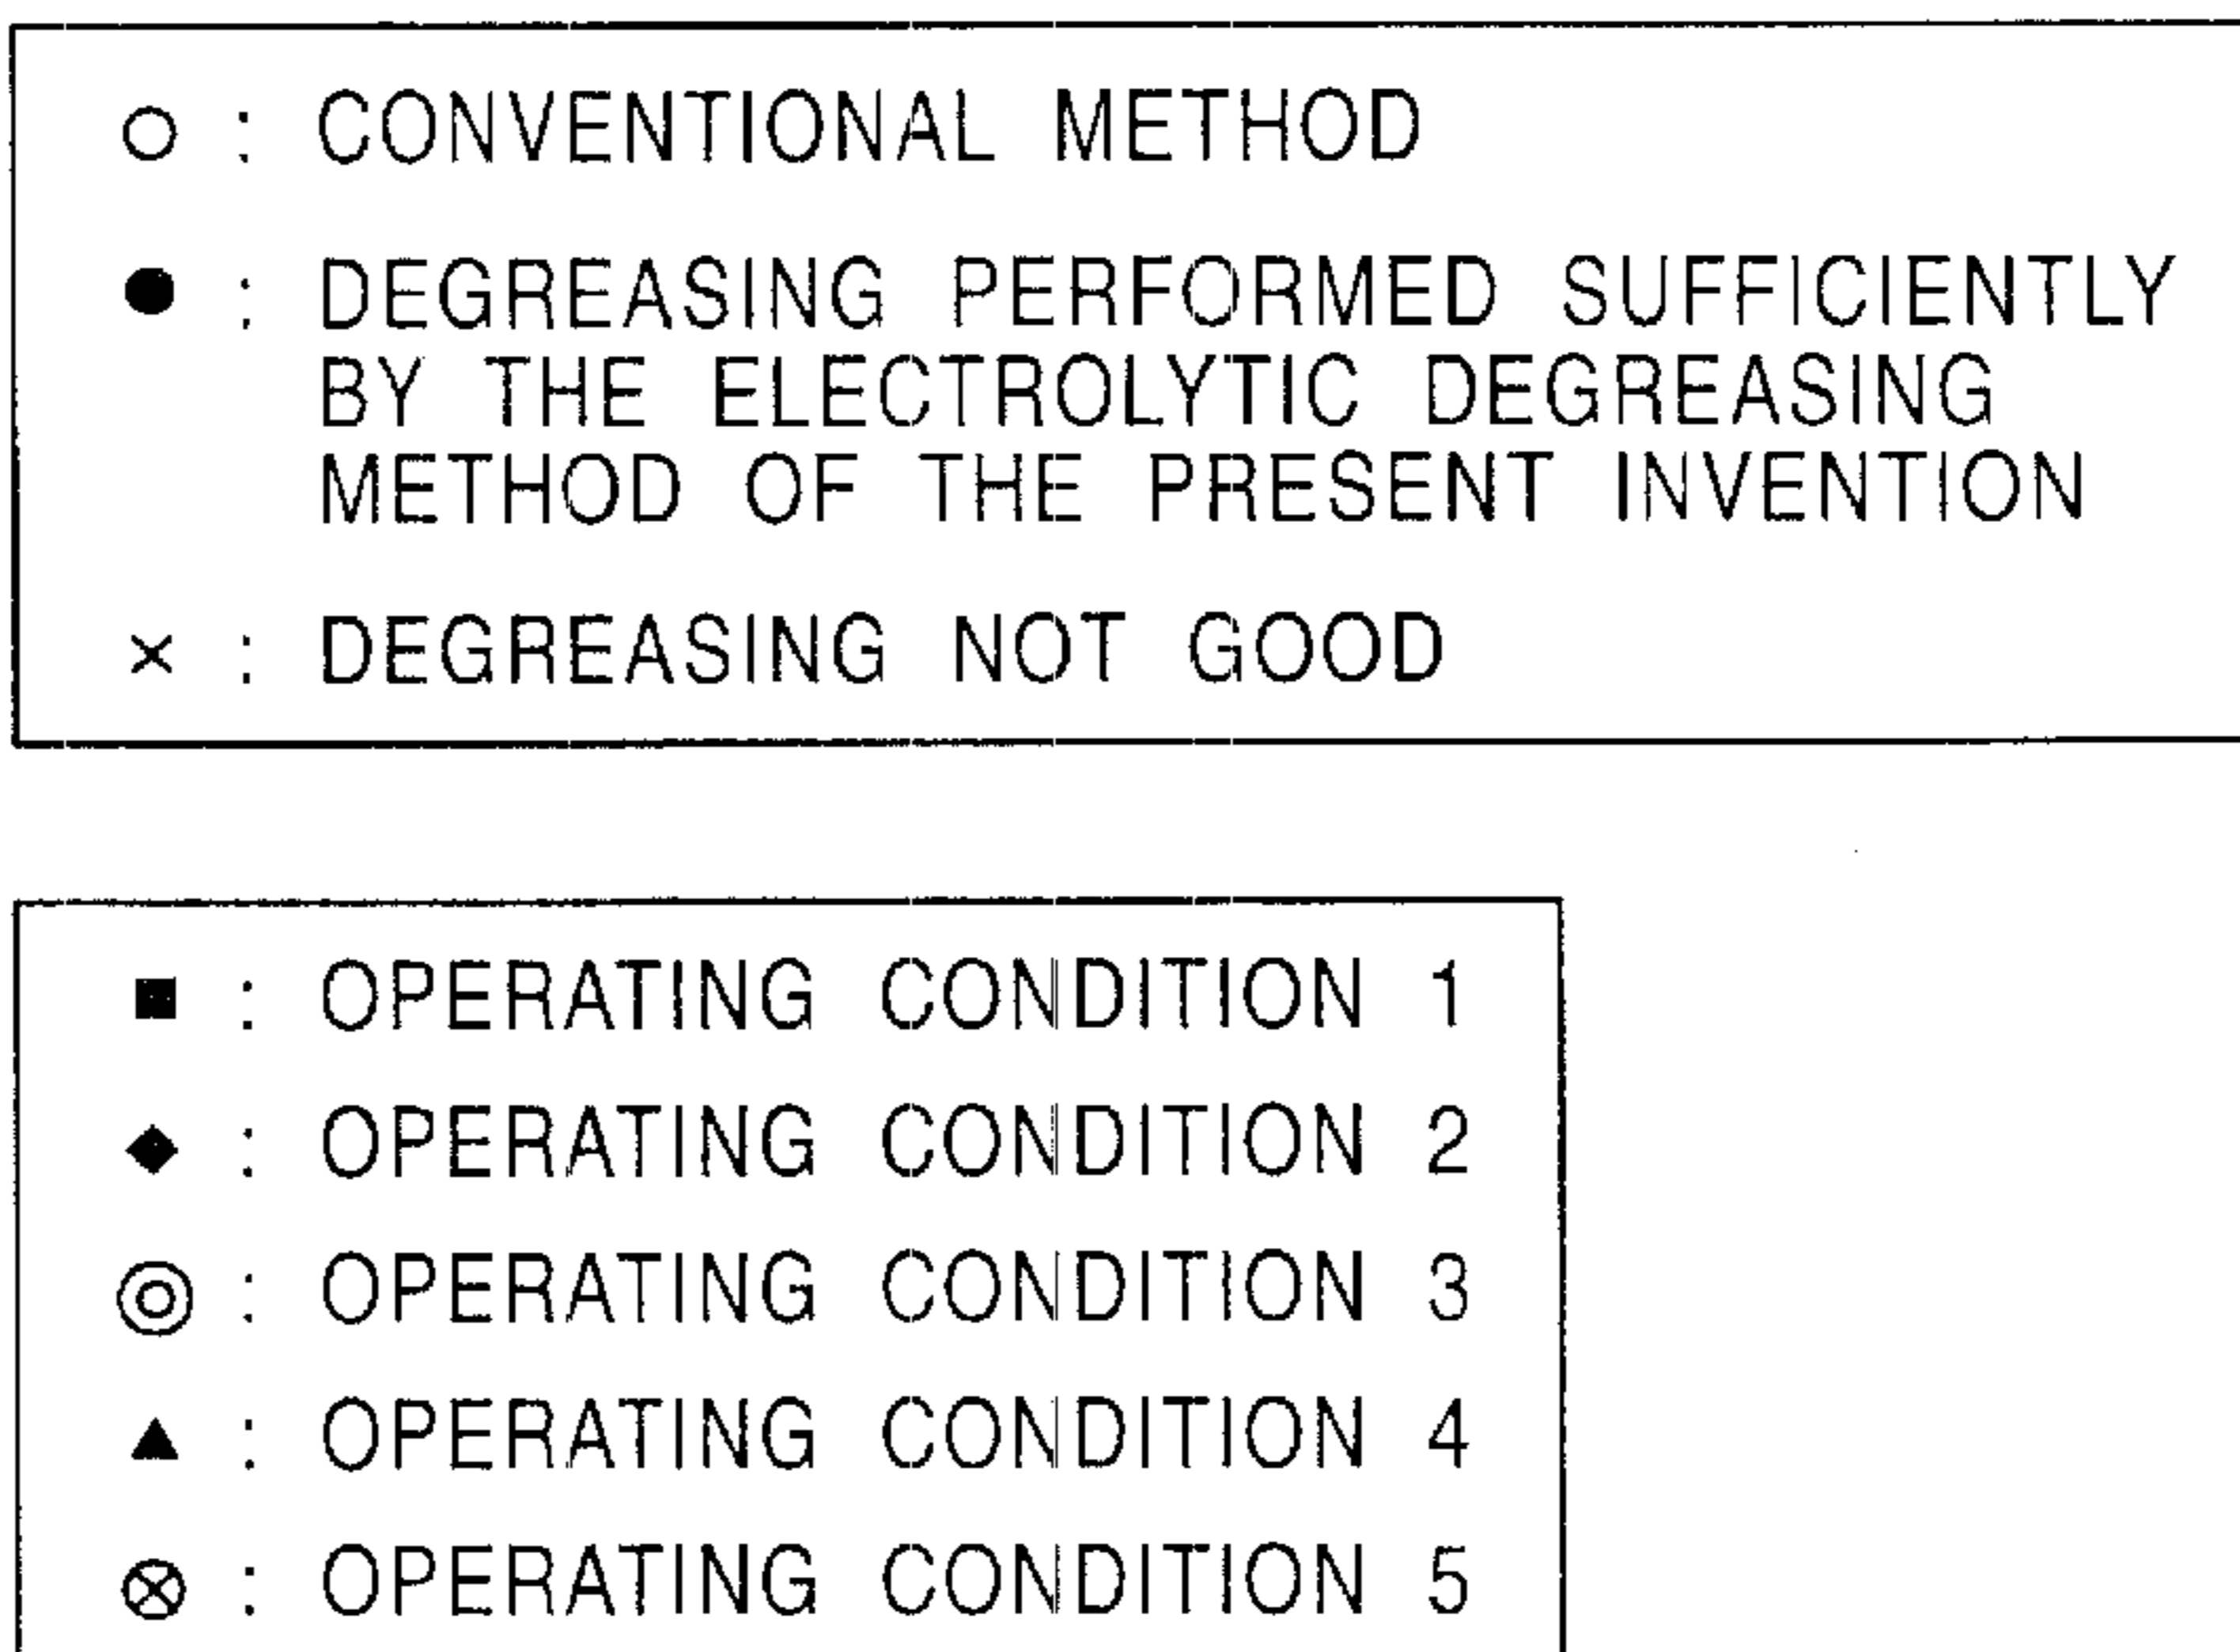 ○ : CONVENTIONAL METHOD
● : DEGREASING PERFORMED SUFFICIENTLY
BY THE ELECTROLYTIC DEGREASING
METHOD OF THE PRESENT INVENTION
× : DEGREASING NOT GOOD
■ : OPERATING CONDITION 1
◆ : OPERATING CONDITION 2
◎ : OPERATING CONDITION 3
▲ : OPERATING CONDITION 4
⊗ : OPERATING CONDITION 5